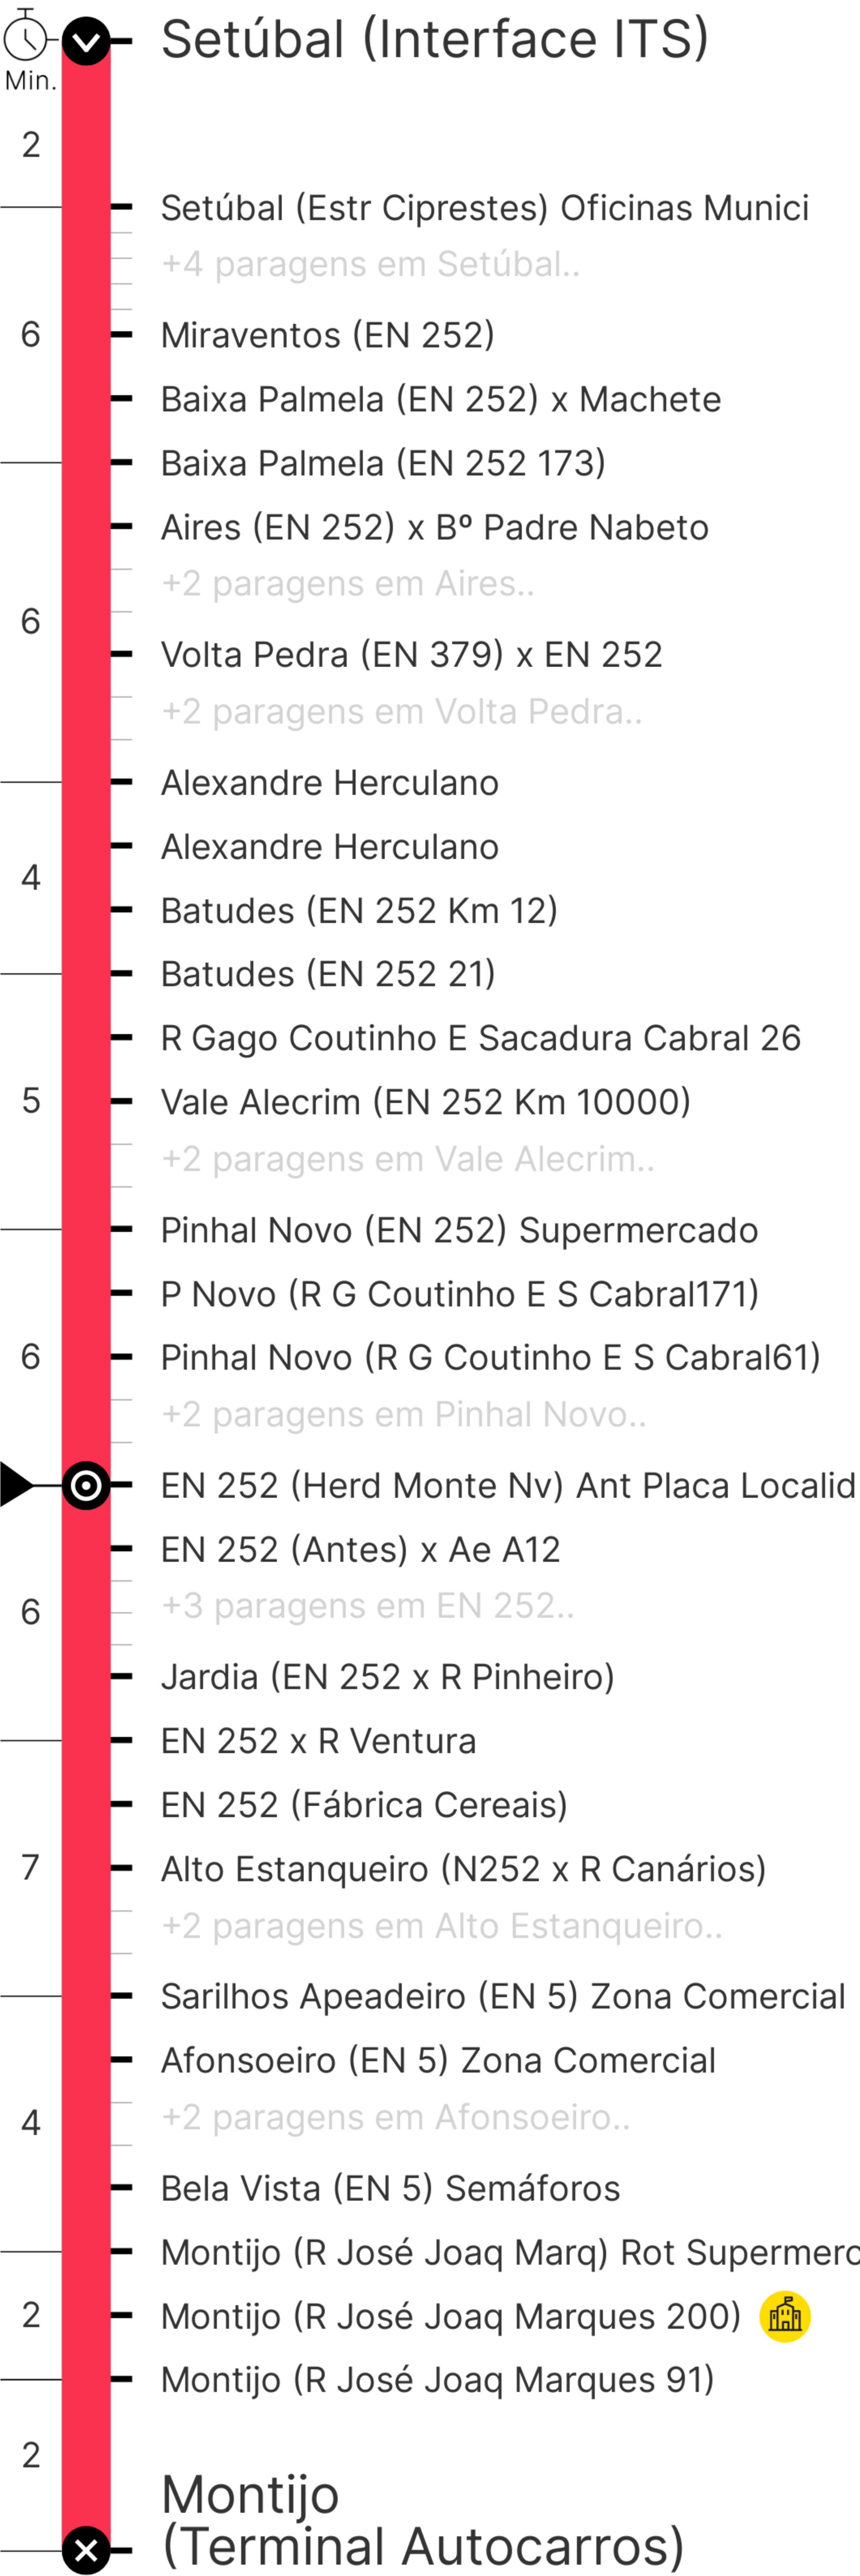 Setúbal (Interface ITS)
Min.
2
Setúbal (Estr Ciprestes) Oficinas Munici
+4 paragens em Setúbal..
6
Miraventos (EN 252)
Baixa Palmela (EN 252) x Machete
Baixa Palmela (EN 252 173)
Aires (EN 252) x Bº Padre Nabeto
+2 paragens em Aires..
6
Volta Pedra (EN 379) x EN 252
+2 paragens em Volta Pedra..
Alexandre Herculano
Alexandre Herculano
4
Batudes (EN 252 Km 12)
Batudes (EN 252 21)
R Gago Coutinho E Sacadura Cabral 26
5
Vale Alecrim (EN 252 Km 10000)
+2 paragens em Vale Alecrim..
Pinhal Novo (EN 252) Supermercado
P Novo (R G Coutinho E S Cabral171)
6
Pinhal Novo (R G Coutinho E S Cabral61)
+2 paragens em Pinhal Novo..
EN 252 (Herd Monte Nv) Ant Placa Localid
EN 252 (Antes) x Ae A12
+3 paragens em EN 252..
6
Jardia (EN 252 x R Pinheiro)
EN 252 x R Ventura
EN 252 (Fábrica Cereais)
7
Alto Estanqueiro (N252 x R Canários)
+2 paragens em Alto Estanqueiro..
Sarilhos Apeadeiro (EN 5) Zona Comercial
Afonsoeiro (EN 5) Zona Comercial
+2 paragens em Afonsoeiro..
4
Bela Vista (EN 5) Semáforos
Montijo (R José Joaq Marq) Rot Supermerc
2
Montijo (R José Joaq Marques 200)
Montijo (R José Joaq Marques 91)
2
Montijo
(Terminal Autocarros)